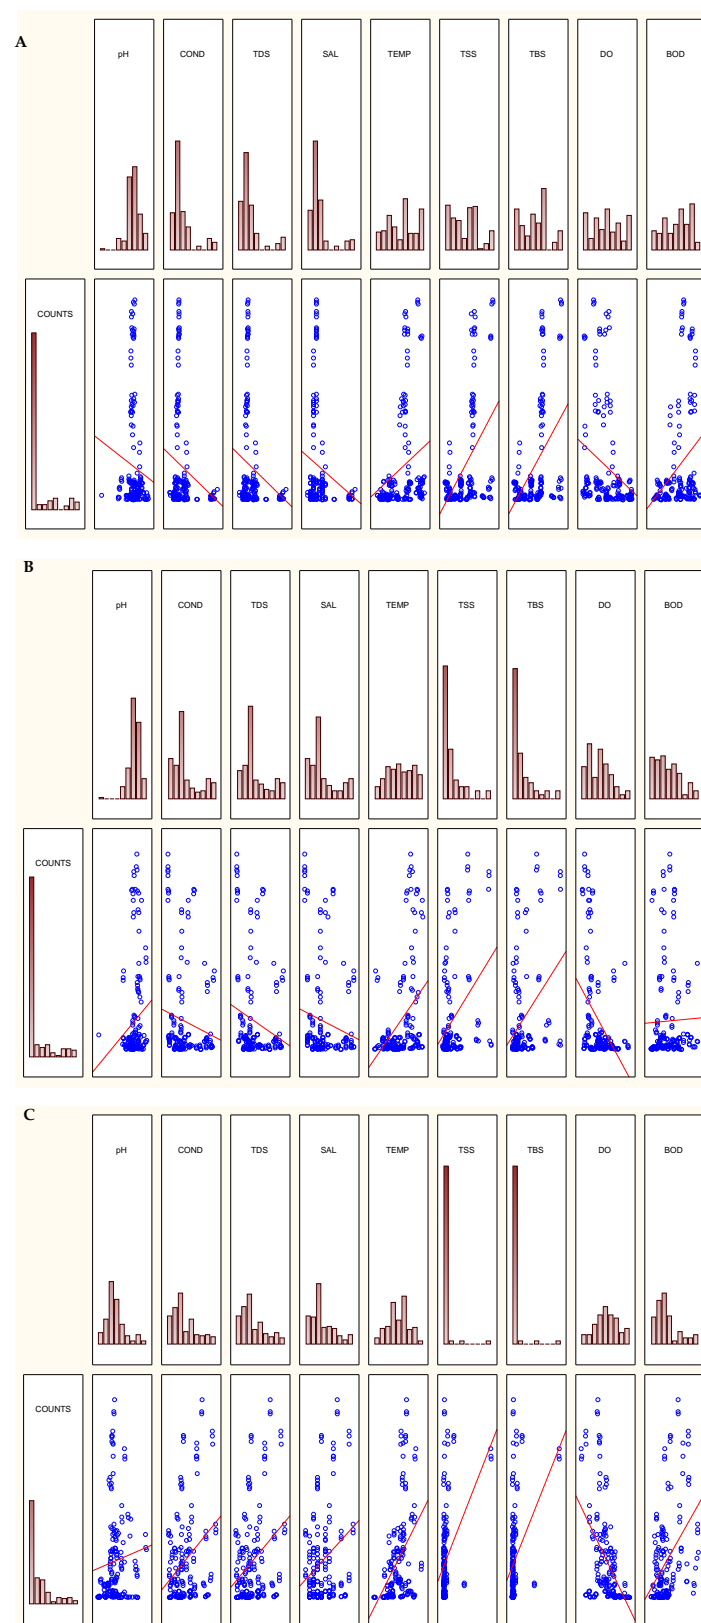 A
pH COND TDS SAL TEMP TSS TBS DO BOD
COUNTS
B
pH COND TDS SAL TEMP TSS TBS DO BOD
COUNTS
C
pH COND TDS SAL TEMP TSS TBS DO BOD
COUNTS